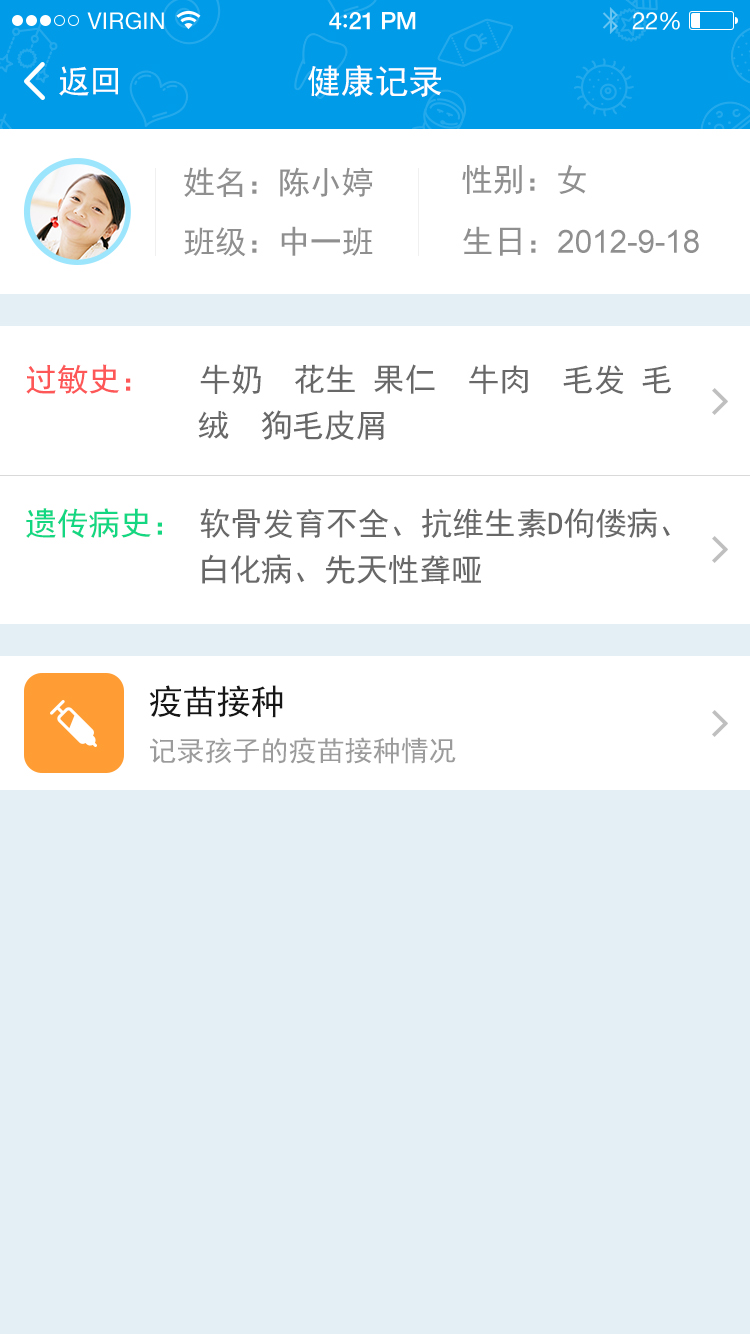 VIRGIN 4:21 PM 22%
返回 健康记录
姓名：陈小婷 性别：女
班级：中一班 生日：2012-9-18
过敏史： 牛奶 花生 果仁 牛肉 毛发 毛
绒 狗毛皮屑
遗传病史： 软骨发育不全、抗维生素D佝偻病、
白化病、先天性聋哑
疫苗接种
记录孩子的疫苗接种情况